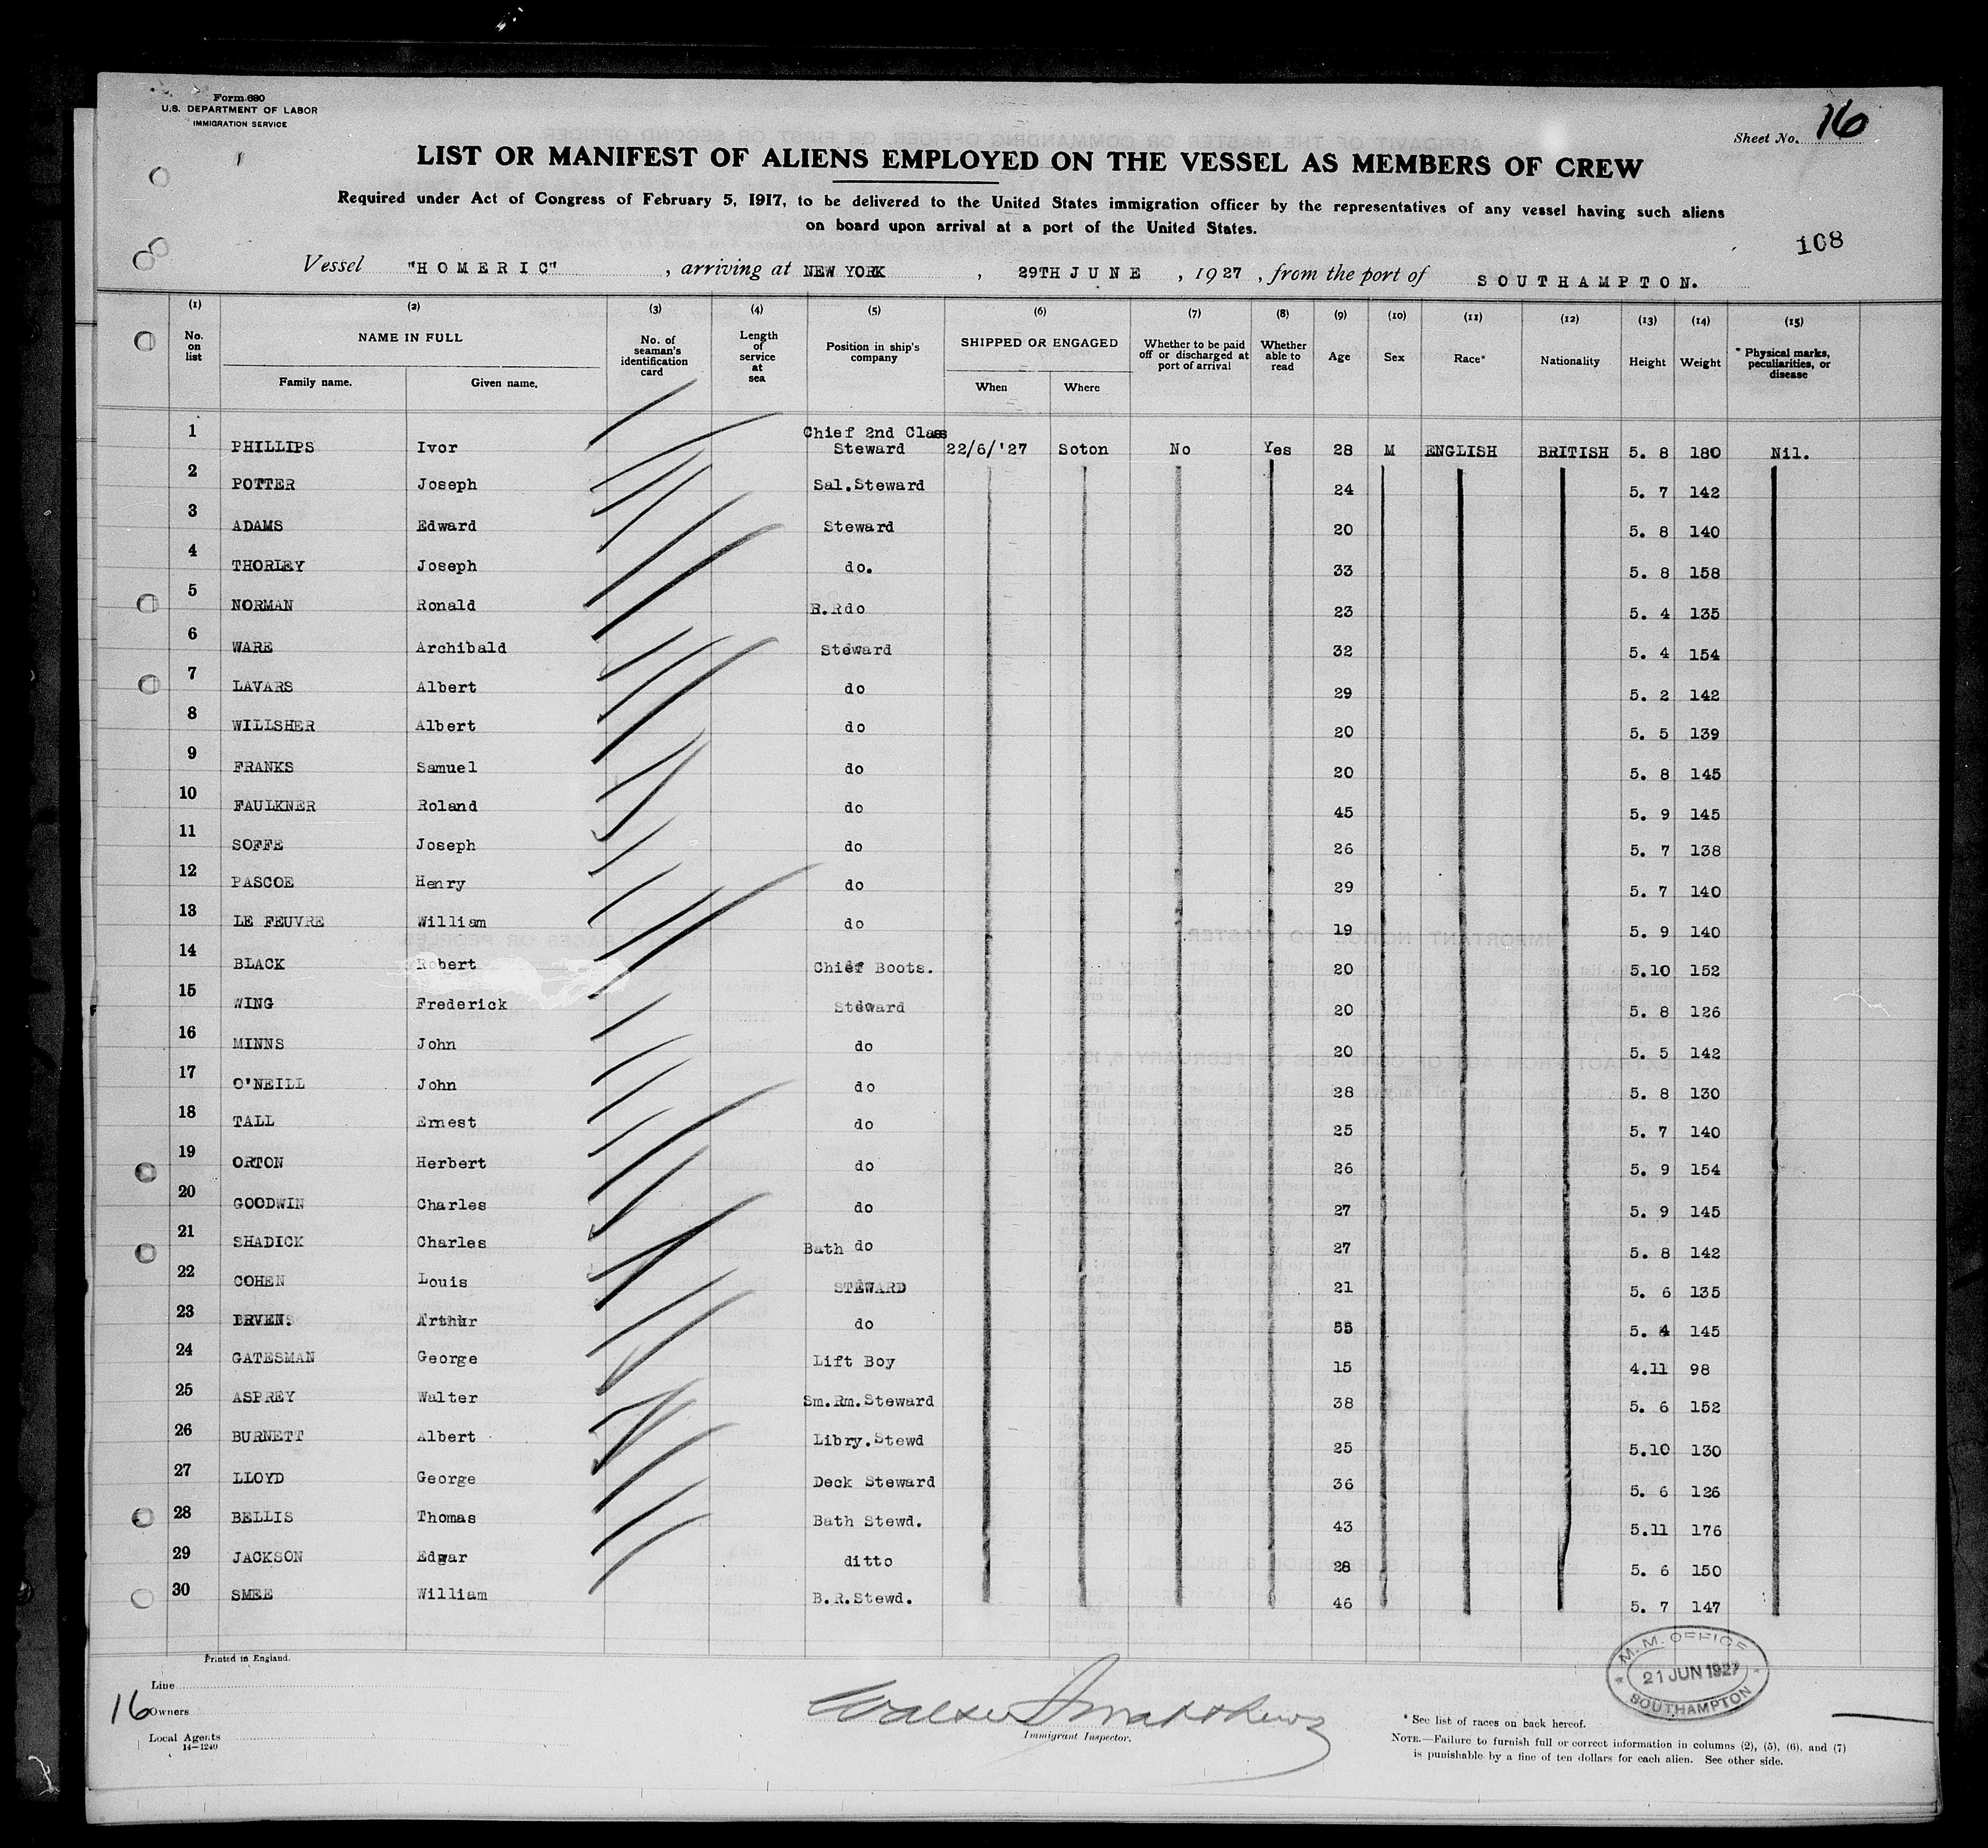 Form 680
U.S. DEPARTMENT OF LABOR
IMMIGRATION SERVICE
Sheet No. 16
LIST OR MANIFEST OF ALIENS EMPLOYED ON THE VESSEL AS MEMBERS OF CREW
Required under Act of Congress of February 5, 1917, to be delivered to the United States immigration officer by the representatives of any vessel having such aliens
on board upon arrival at a port of the United States.
108
Vessel "HOMERIC", arriving at NEW YORK, 29TH JUNE, 1927, from the port of SOUTHAMPTON.
(1) (2) (3) (4) (5) (6) (7) (8) (9) (10) (11) (12) (13) (14) (15)
No. on list NAME IN FULL Family name. Given name. No. of seaman's identification card Length of service at sea Position in ship's company SHIPPED OR ENGAGED When Where Whether to be paid off or discharged at port of arrival Whether able to read Age Sex Race* Nationality Height Weight * Physical marks, peculiarities, or disease
1 PHILLIPS Ivor Chief 2nd Class Steward 22/6/'27 Soton No Yes 28 M ENGLISH BRITISH 5. 8 180 Nil.
2 POTTER Joseph Sal.Steward 24 5. 7 142
3 ADAMS Edward Steward 20 5. 8 140
4 THORLEY Joseph do. 33 5. 8 158
5 NORMAN Ronald B.Rdo 23 5. 4 135
6 WARE Archibald Steward 32 5. 4 154
7 LAVARS Albert do 29 5. 2 142
8 WILLSHER Albert do 20 5. 5 139
9 FRANKS Samuel do 20 5. 8 145
10 FAULKNER Roland do 45 5. 9 145
11 SOFFE Joseph do 26 5. 7 138
12 PASCOE Henry do 29 5. 7 140
13 LE FEUVRE William do 19 5. 9 140
14 BLACK Robert Chief Boots. 20 5.10 152
15 WING Frederick Steward 20 5. 8 126
16 MINNS John do 20 5. 5 142
17 O'NEILL John do 28 5. 8 130
18 TALL Ernest do 25 5. 7 140
19 ORTON Herbert do 26 5. 9 154
20 GOODWIN Charles do 27 5. 9 145
21 SHADICK Charles Bath do 27 5. 8 142
22 COHEN Louis STEWARD 21 5. 6 135
23 Arthur do 55 5. 4 145
24 GATESMAN George Lift Boy 15 4.11 98
25 ASPREY Walter Sm.Rm.Steward 38 5. 6 152
26 BURNETT Albert Libry.Stewd 25 5.10 130
27 LLOYD George Deck Steward 36 5. 6 126
28 BELLIS Thomas Bath Stewd. 43 5.11 176
29 JACKSON Edgar ditto 28 5. 6 150
30 SMEE William B.R.Stewd. 46 5. 7 147
Printed in England.
Line
16 Owners
Local Agents
14—1240
Walter J Matthews
Immigrant Inspector.
M.M. OFFICE
21 JUN 1927
SOUTHAMPTON
* See list of races on back hereof.
NOTE.—Failure to furnish full or correct information in columns (2), (5), (6), and (7)
is punishable by a fine of ten dollars for each alien. See other side.